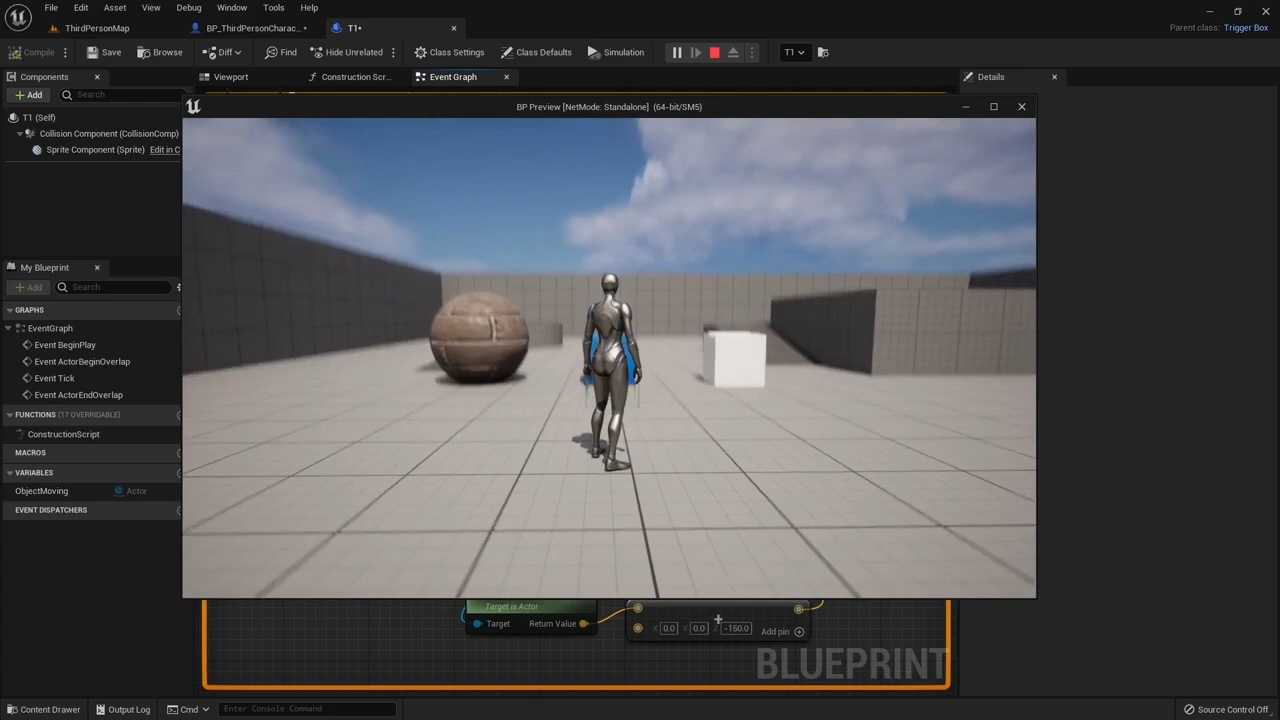 File Edit Asset View Debug Window Tools Help
ThirdPersonMap BP_ThirdPersonCharac... • T1• Parent class: Trigger Box
Compile Save Browse Diff Find Hide Unrelated Class Settings Class Defaults Simulation T1
Components Viewport Construction Scr... Event Graph Details
+ Add Search
BP Preview [NetMode: Standalone] (64-bit/SM5)
T1 (Self)
Collision Component (CollisionComp)
Sprite Component (Sprite) Edit in C
My Blueprint
+ Add Search
GRAPHS
EventGraph
Event BeginPlay
Event ActorBeginOverlap
Event Tick
Event ActorEndOverlap
FUNCTIONS (17 OVERRIDABLE)
ConstructionScript
MACROS
VARIABLES
ObjectMoving Actor
EVENT DISPATCHERS
Target is Actor
Target Return Value
X 0.0 Y 0.0 Z -150.0 Add pin
BLUEPRINT
Content Drawer Output Log Cmd Enter Console Command Source Control Off